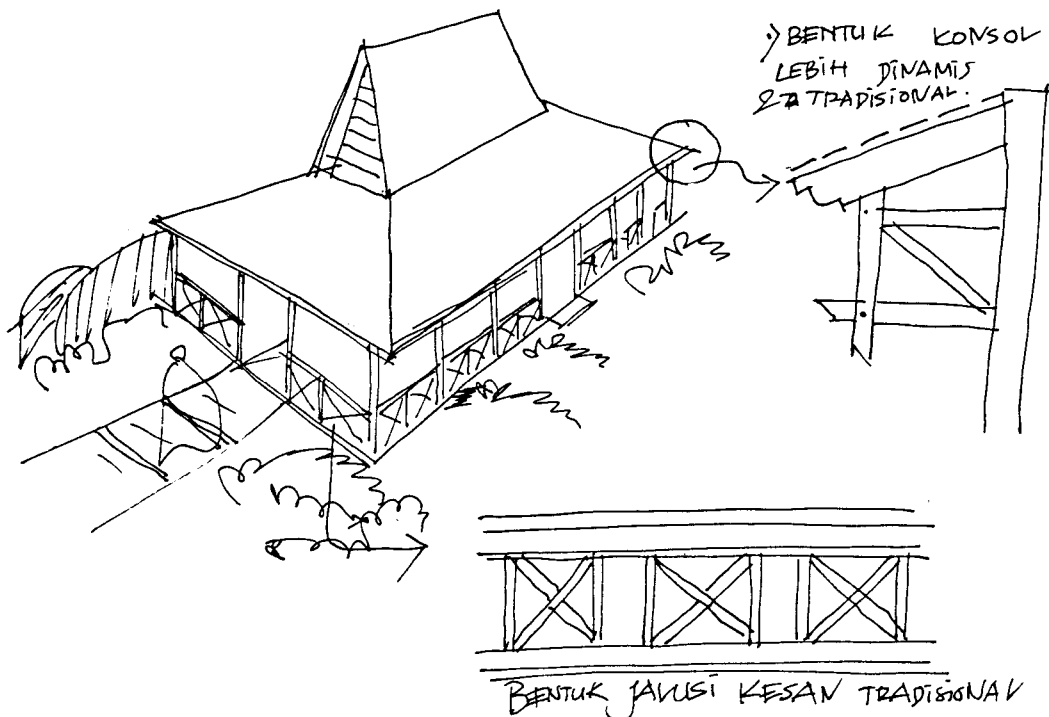 ·) BENTUK KONSOL
LEBIH DINAMIS
& TRADISIONAL.
BENTUK JALUSI KESAN TRADISIONAL